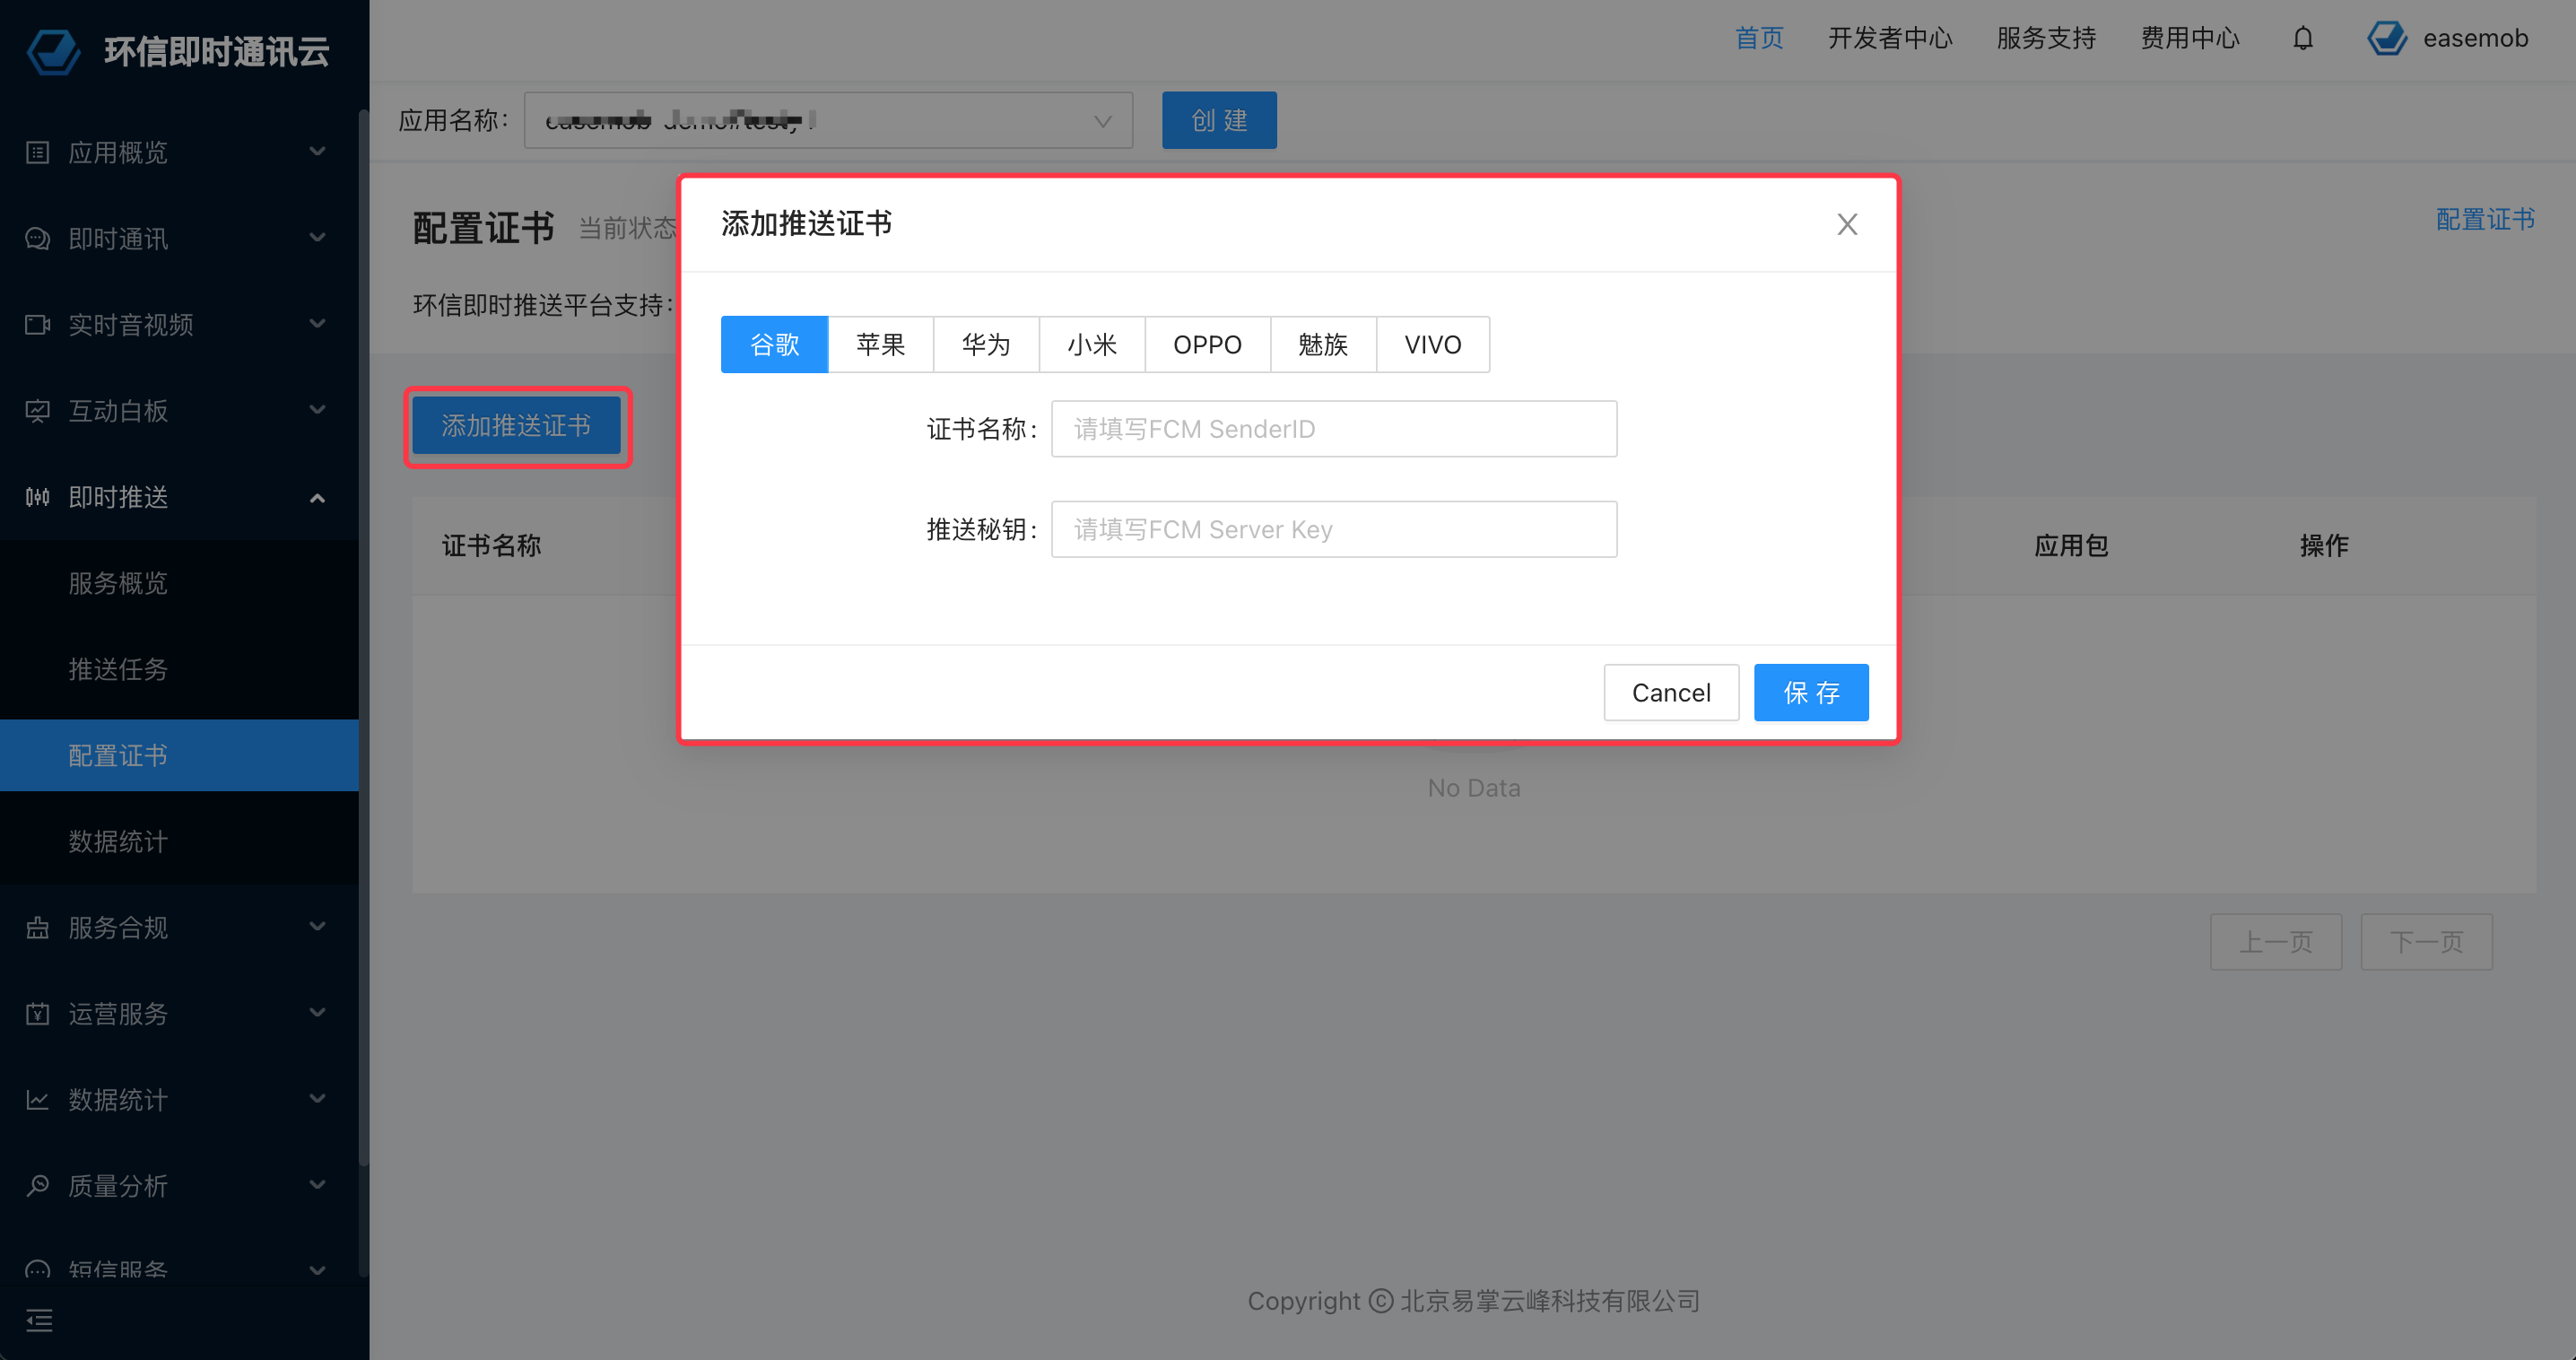 环信即时通讯云
首页 开发者中心 服务支持 费用中心 easemob
应用名称： 创 建
应用概览
即时通讯
实时音视频
互动白板
即时推送
服务概览
推送任务
配置证书
数据统计
服务合规
运营服务
数据统计
质量分析
短信服务
配置证书 当前状态
配置证书
环信即时推送平台支持：
添加推送证书
证书名称 应用包 操作
No Data
上一页 下一页
添加推送证书
谷歌 苹果 华为 小米 OPPO 魅族 VIVO
证书名称： 请填写FCM SenderID
推送秘钥： 请填写FCM Server Key
Cancel 保 存
Copyright © 北京易掌云峰科技有限公司